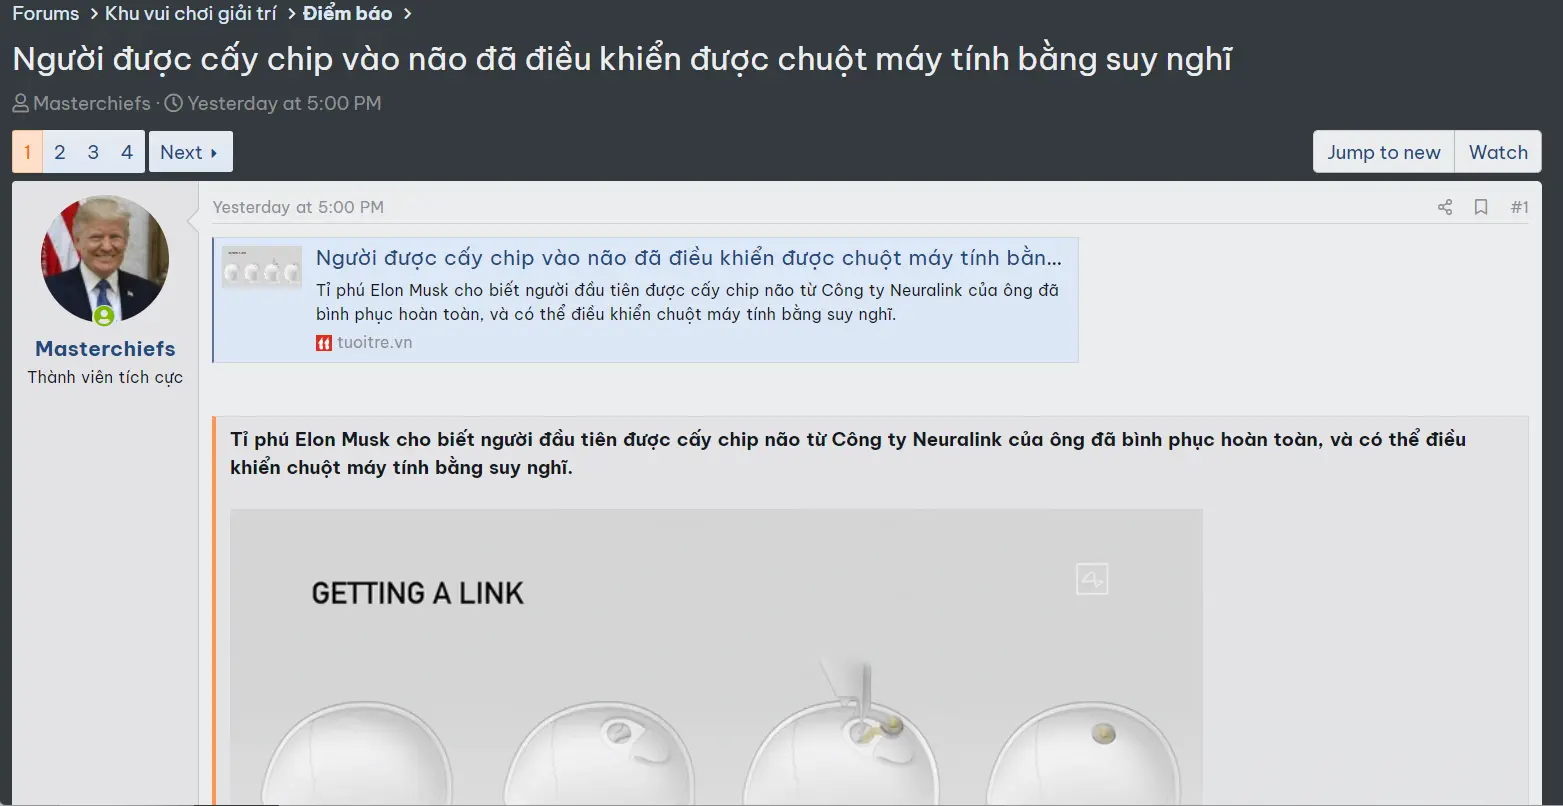 Forums > Khu vui chơi giải trí > Điểm báo >
Người được cấy chip vào não đã điều khiển được chuột máy tính bằng suy nghĩ
Masterchiefs · Yesterday at 5:00 PM
1 2 3 4 Next
Jump to new Watch
Masterchiefs
Thành viên tích cực
Yesterday at 5:00 PM
#1
Người được cấy chip vào não đã điều khiển được chuột máy tính bằn...
Tỉ phú Elon Musk cho biết người đầu tiên được cấy chip não từ Công ty Neuralink của ông đã
bình phục hoàn toàn, và có thể điều khiển chuột máy tính bằng suy nghĩ.
tuoitre.vn
Tỉ phú Elon Musk cho biết người đầu tiên được cấy chip não từ Công ty Neuralink của ông đã bình phục hoàn toàn, và có thể điều
khiển chuột máy tính bằng suy nghĩ.
GETTING A LINK